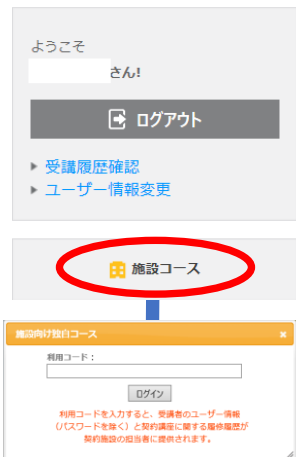 ようこそ
さん!
ログアウト
受講履歴確認
ユーザー情報変更
施設コース
施設向け独自コース
利用コード:
ログイン
利用コードを入力すると、受講者のユーザー情報
(パスワードを除く)と契約講座に関する履修履歴が
契約施設の担当者に提供されます。